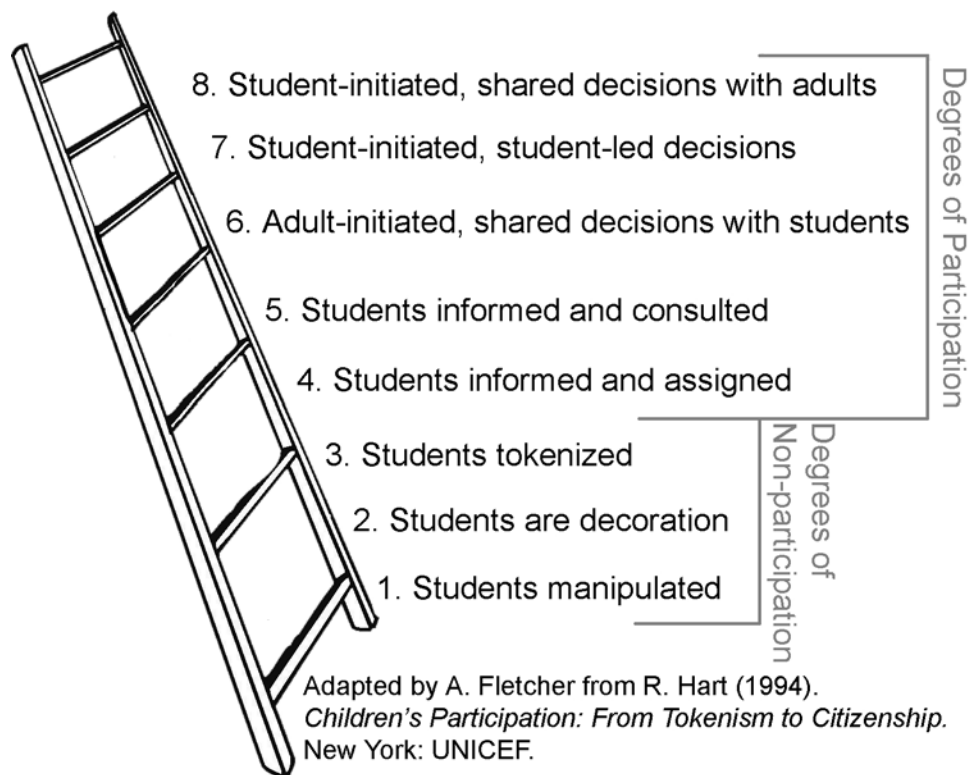 8. Student-initiated, shared decisions with adults
7. Student-initiated, student-led decisions
6. Adult-initiated, shared decisions with students
5. Students informed and consulted
4. Students informed and assigned
3. Students tokenized
2. Students are decoration
1. Students manipulated
Degrees of Participation
Degrees of
Non-participation
Adapted by A. Fletcher from R. Hart (1994).
Children's Participation: From Tokenism to Citizenship.
New York: UNICEF.